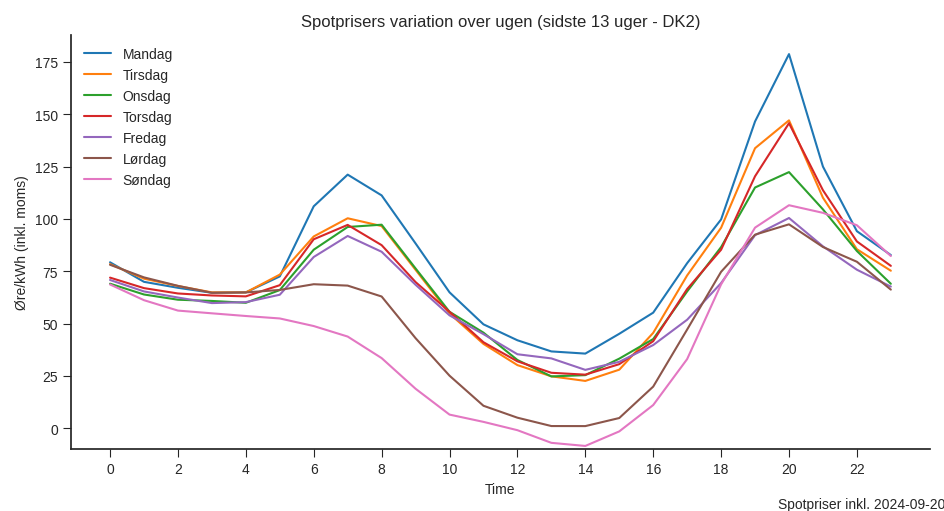 Spotprisers variation over ugen (sidste 13 uger - DK2)
Mandag
Tirsdag
Onsdag
Torsdag
Fredag
Lørdag
Søndag
Øre/kWh (inkl. moms)
175
150
125
100
75
50
25
0
0 2 4 6 8 10 12 14 16 18 20 22
Time
Spotpriser inkl. 2024-09-20